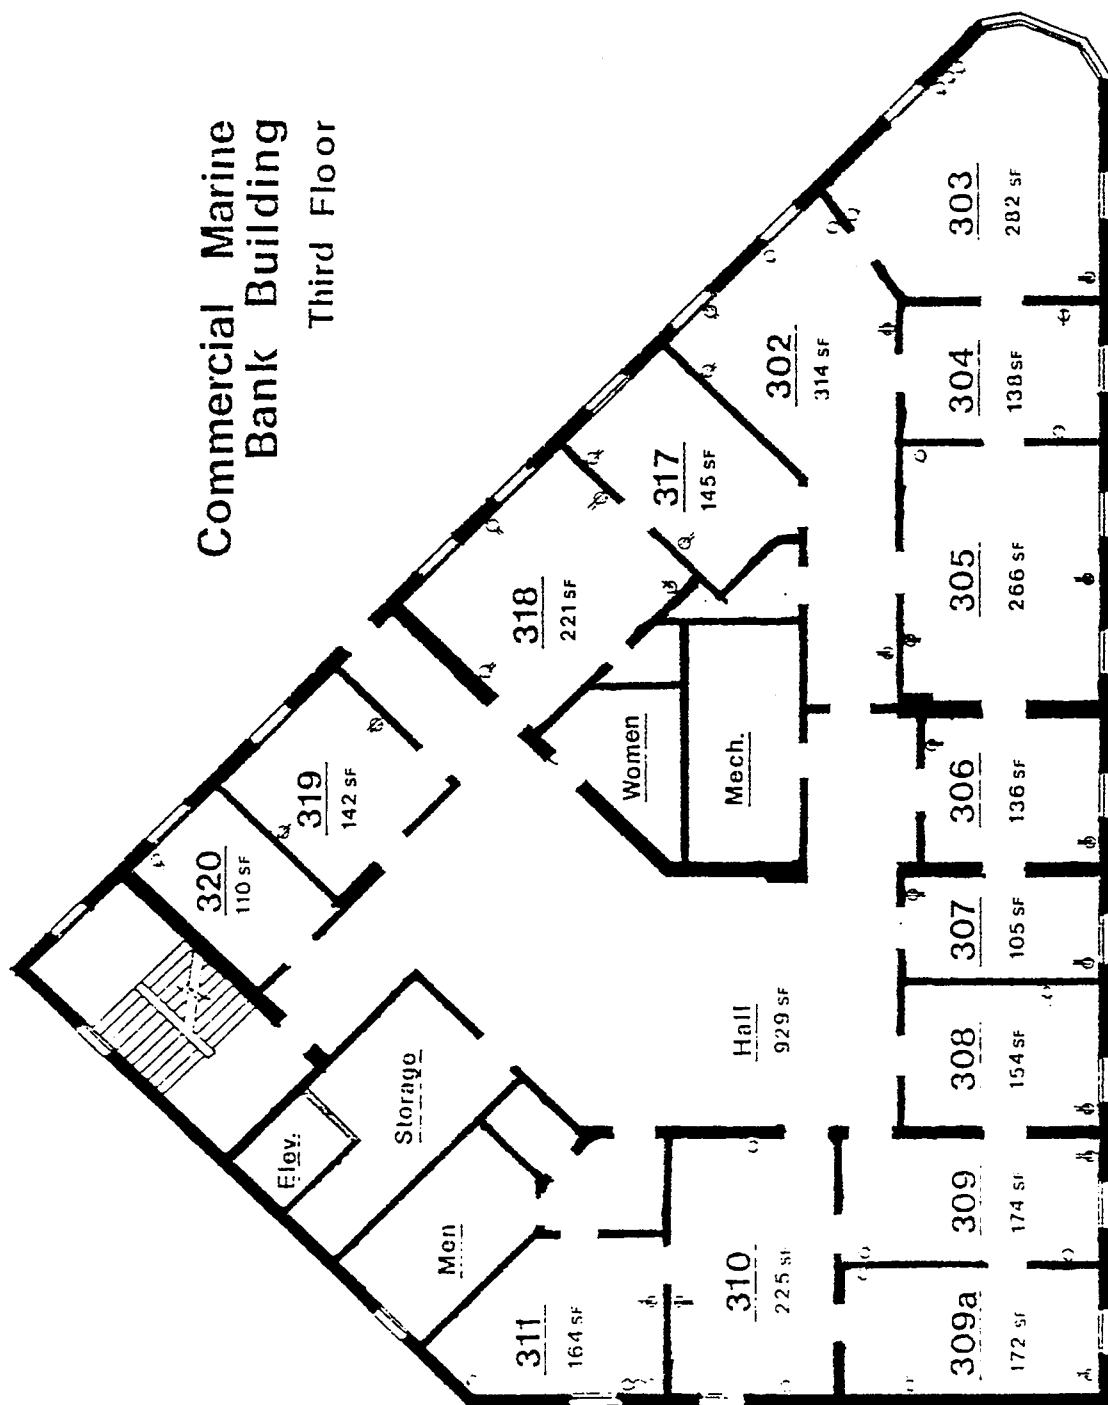 Commercial Marine
Bank Building
Third Floor
303
282 SF
302
314 SF
304
138 SF
317
145 SF
305
266 SF
318
221 SF
Women
Mech.
306
136 SF
319
142 SF
320
110 SF
307
105 SF
Hall
929 SF
308
154 SF
Storage
Elev.
Men
309
174 SF
310
225 SF
311
164 SF
309a
172 SF